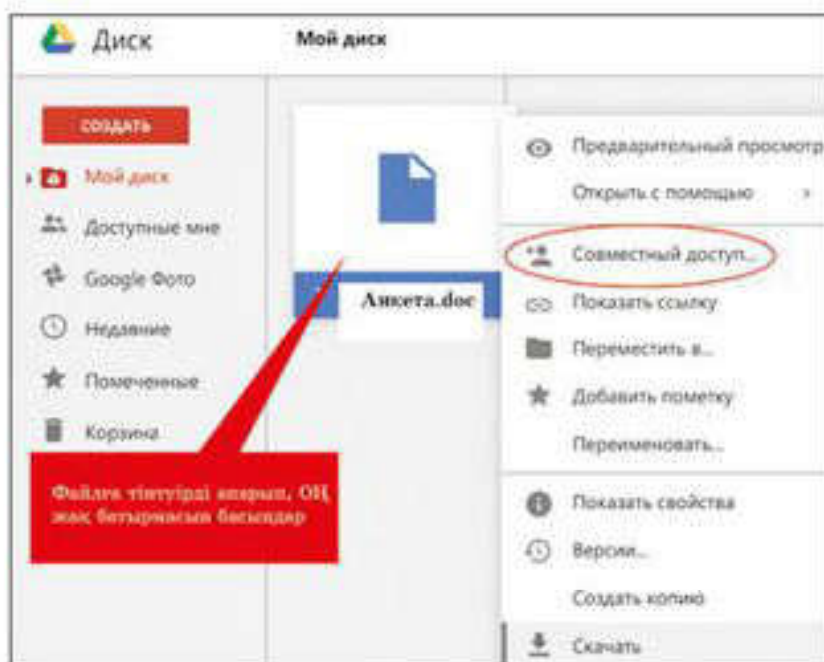 Диск
Мой диск
СОЗДАТЬ
Мой диск
Доступные мне
Google Фото
Недавние
Помеченные
Корзина
Анкета.doc
Файлға тінтуірді апарып, ОҢ
жақ батырмасын басыңдар
Предварительный просмотр
Открыть с помощью
Совместный доступ...
Показать ссылку
Переместить в...
Добавить пометку
Переименовать...
Показать свойства
Версии...
Создать копию
Скачать